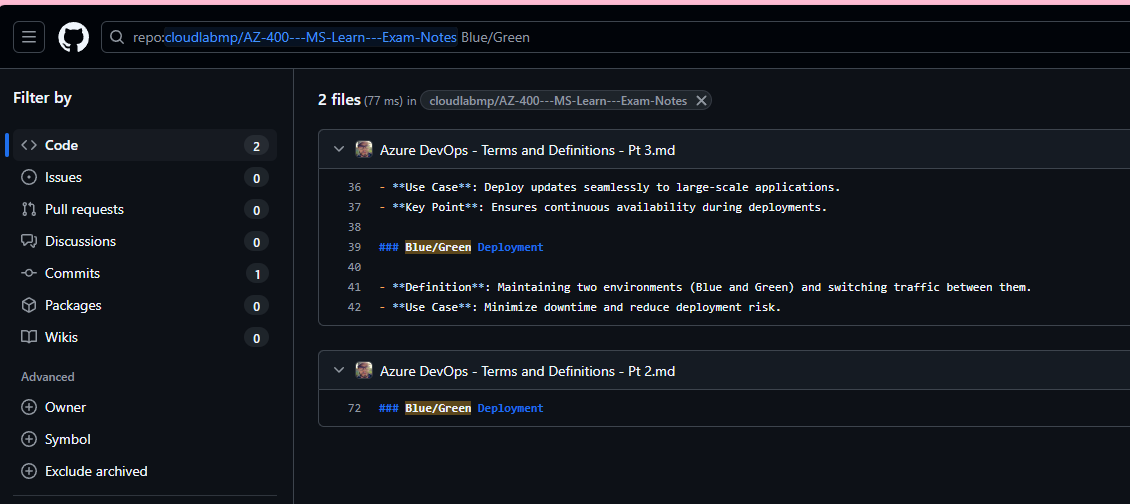 repo:cloudlabmp/AZ-400---MS-Learn---Exam-Notes Blue/Green
Filter by
Code 2
Issues 0
Pull requests 0
Discussions 0
Commits 1
Packages 0
Wikis 0
Advanced
Owner
Symbol
Exclude archived
2 files (77 ms) in cloudlabmp/AZ-400---MS-Learn---Exam-Notes
Azure DevOps - Terms and Definitions - Pt 3.md
36 - **Use Case**: Deploy updates seamlessly to large-scale applications.
37 - **Key Point**: Ensures continuous availability during deployments.
38
39 ### Blue/Green Deployment
40
41 - **Definition**: Maintaining two environments (Blue and Green) and switching traffic between them.
42 - **Use Case**: Minimize downtime and reduce deployment risk.
Azure DevOps - Terms and Definitions - Pt 2.md
72 ### Blue/Green Deployment